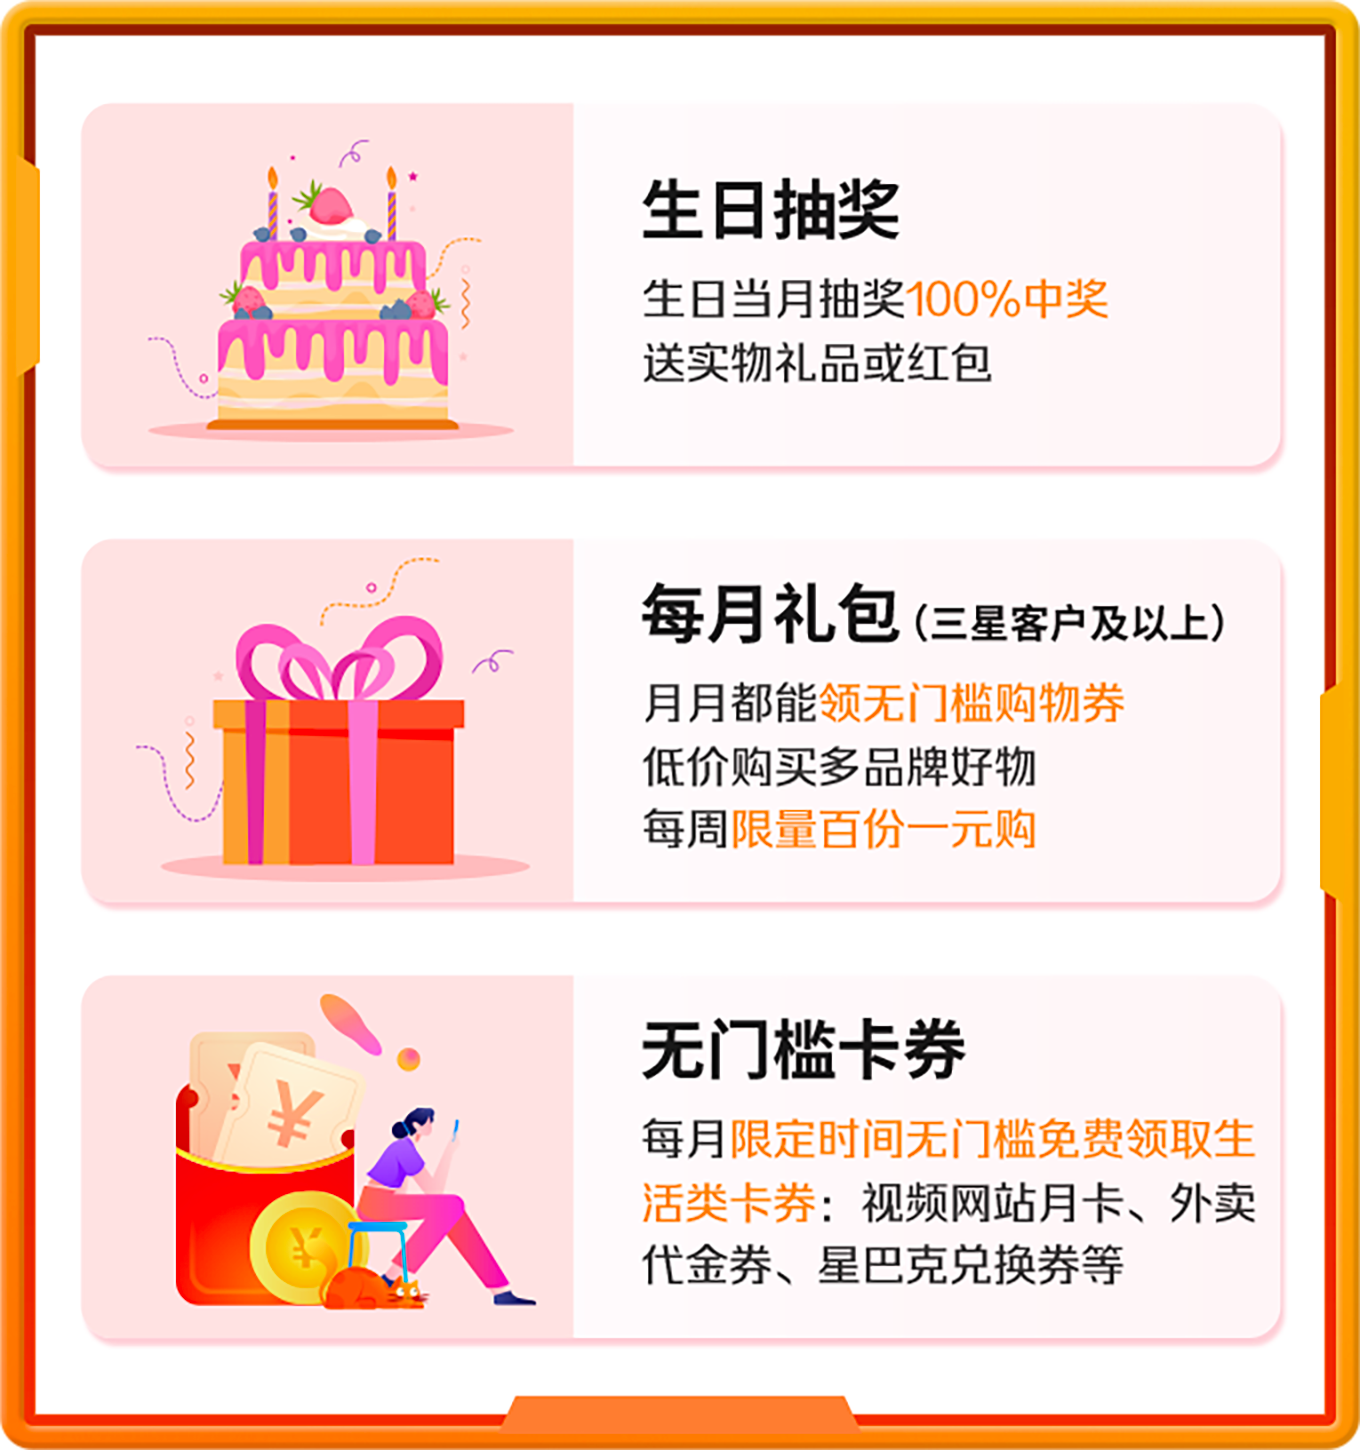 生日抽奖
生日当月抽奖100%中奖
送实物礼品或红包
每月礼包（三星客户及以上）
月月都能领无门槛购物券
低价购买多品牌好物
每周限量百份一元购
¥
¥
无门槛卡券
每月限定时间无门槛免费领取生
活类卡券：视频网站月卡、外卖
代金券、星巴克兑换券等